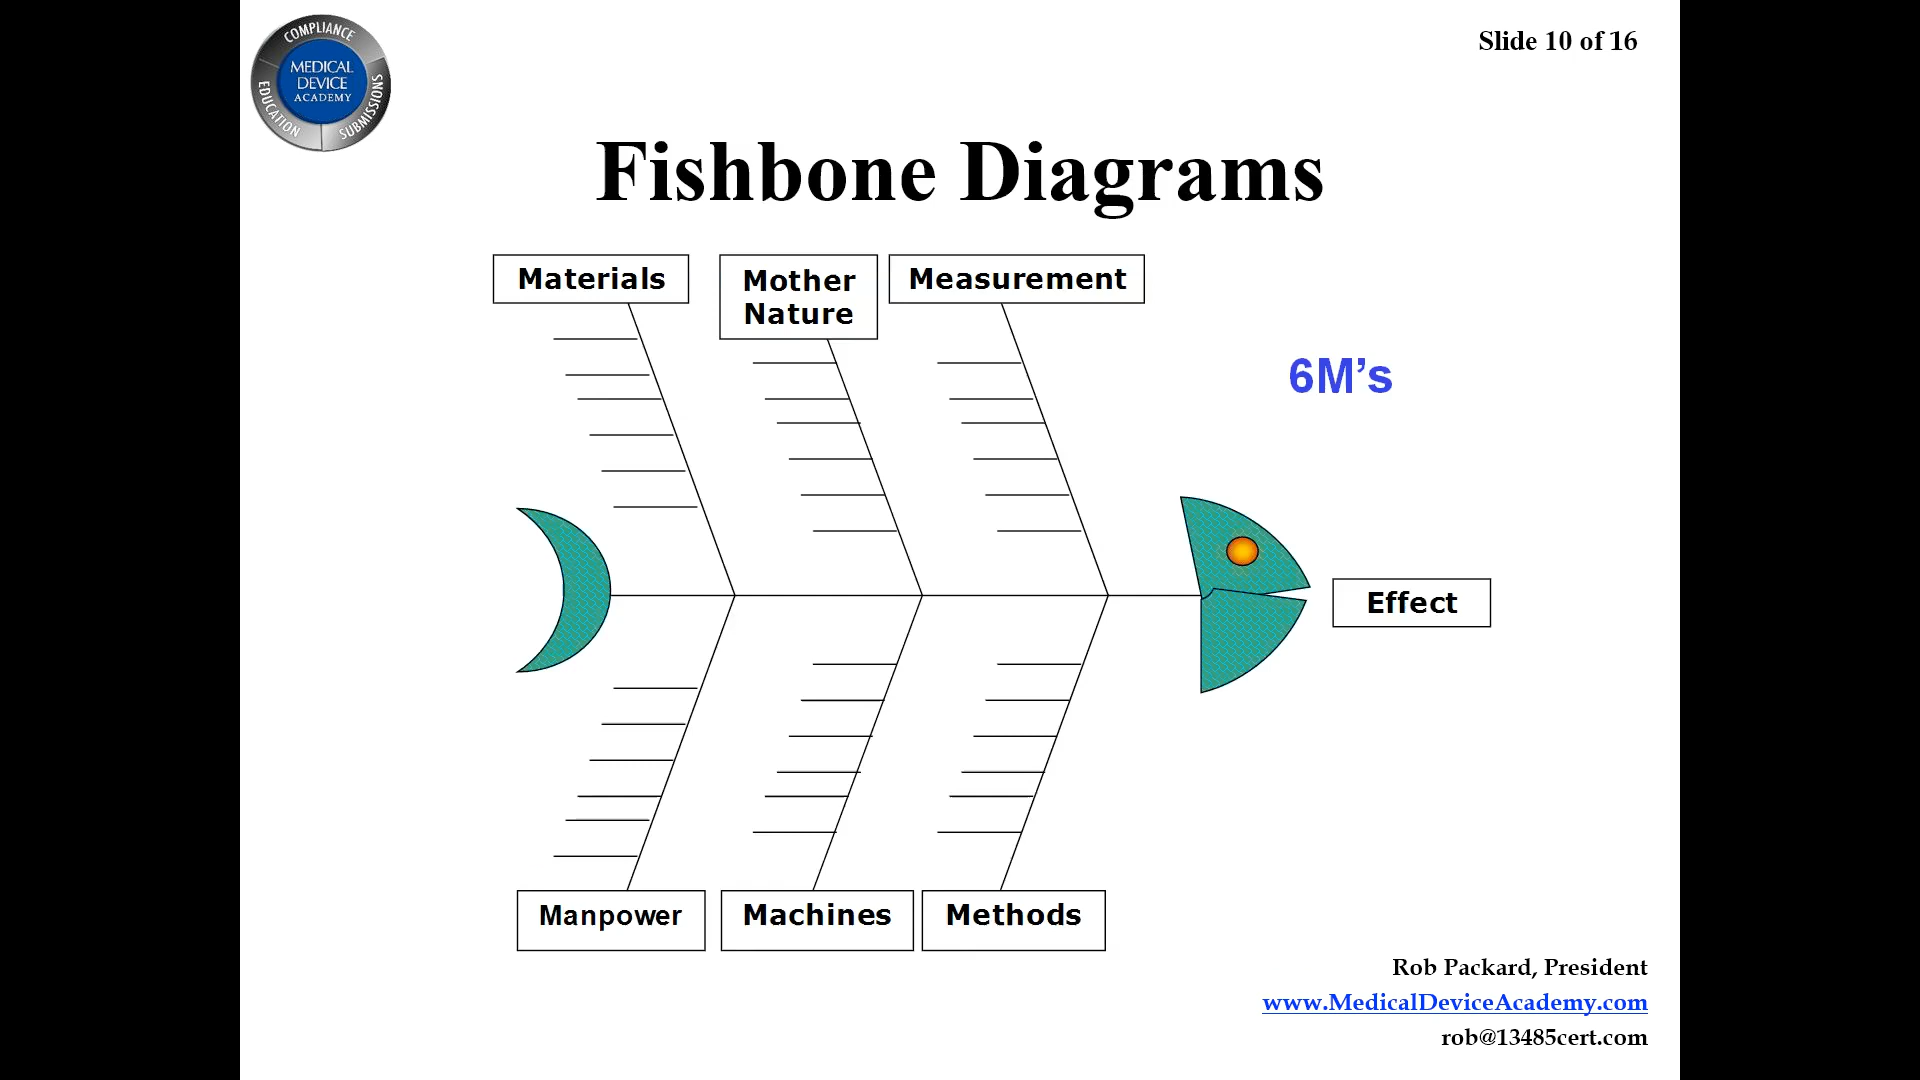 COMPLIANCE
MEDICAL
DEVICE
ACADEMY
EDUCATION
SUBMISSIONS
Slide 10 of 16
Fishbone Diagrams
Materials
Mother
Nature
Measurement
6M’s
Effect
Manpower
Machines
Methods
Rob Packard, President
www.MedicalDeviceAcademy.com
rob@13485cert.com